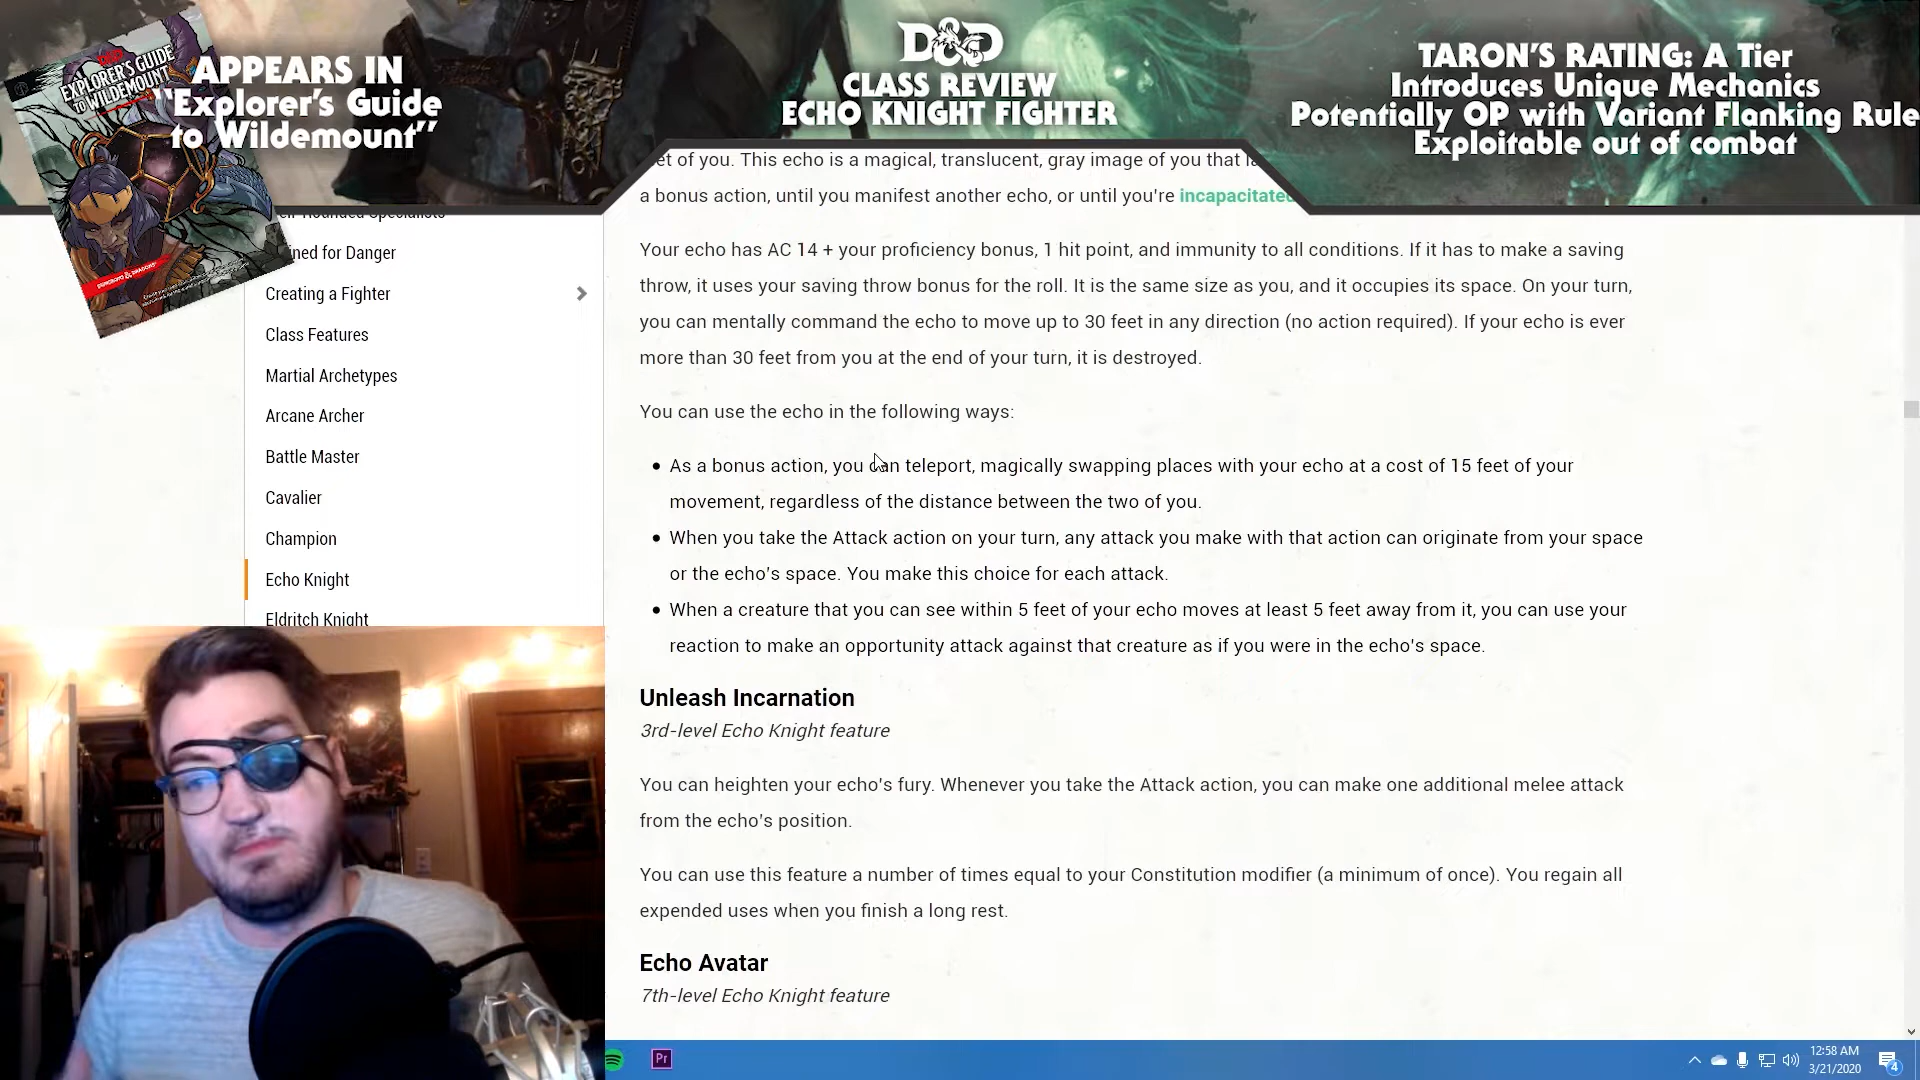 EXPLORER'S GUIDE
TO WILDEMOUNT
DUNGEONS & DRAGONS
APPEARS IN
"Explorer's Guide
to Wildemount"
D&D
CLASS REVIEW
ECHO KNIGHT FIGHTER
TARON'S RATING: A Tier
Introduces Unique Mechanics
Potentially OP with Variant Flanking Rule
Exploitable out of combat
Specialists
ned for Danger
Creating a Fighter
Class Features
Martial Archetypes
Arcane Archer
Battle Master
Cavalier
Champion
Echo Knight
Eldritch Knight
et of you. This echo is a magical, translucent, gray image of you that
a bonus action, until you manifest another echo, or until you're incapacitated
Your echo has AC 14 + your proficiency bonus, 1 hit point, and immunity to all conditions. If it has to make a saving
throw, it uses your saving throw bonus for the roll. It is the same size as you, and it occupies its space. On your turn,
you can mentally command the echo to move up to 30 feet in any direction (no action required). If your echo is ever
more than 30 feet from you at the end of your turn, it is destroyed.
You can use the echo in the following ways:
• As a bonus action, you can teleport, magically swapping places with your echo at a cost of 15 feet of your
movement, regardless of the distance between the two of you.
• When you take the Attack action on your turn, any attack you make with that action can originate from your space
or the echo's space. You make this choice for each attack.
• When a creature that you can see within 5 feet of your echo moves at least 5 feet away from it, you can use your
reaction to make an opportunity attack against that creature as if you were in the echo's space.
Unleash Incarnation
3rd-level Echo Knight feature
You can heighten your echo's fury. Whenever you take the Attack action, you can make one additional melee attack
from the echo's position.
You can use this feature a number of times equal to your Constitution modifier (a minimum of once). You regain all
expended uses when you finish a long rest.
Echo Avatar
7th-level Echo Knight feature
Pr
12:58 AM
3/21/2020
4